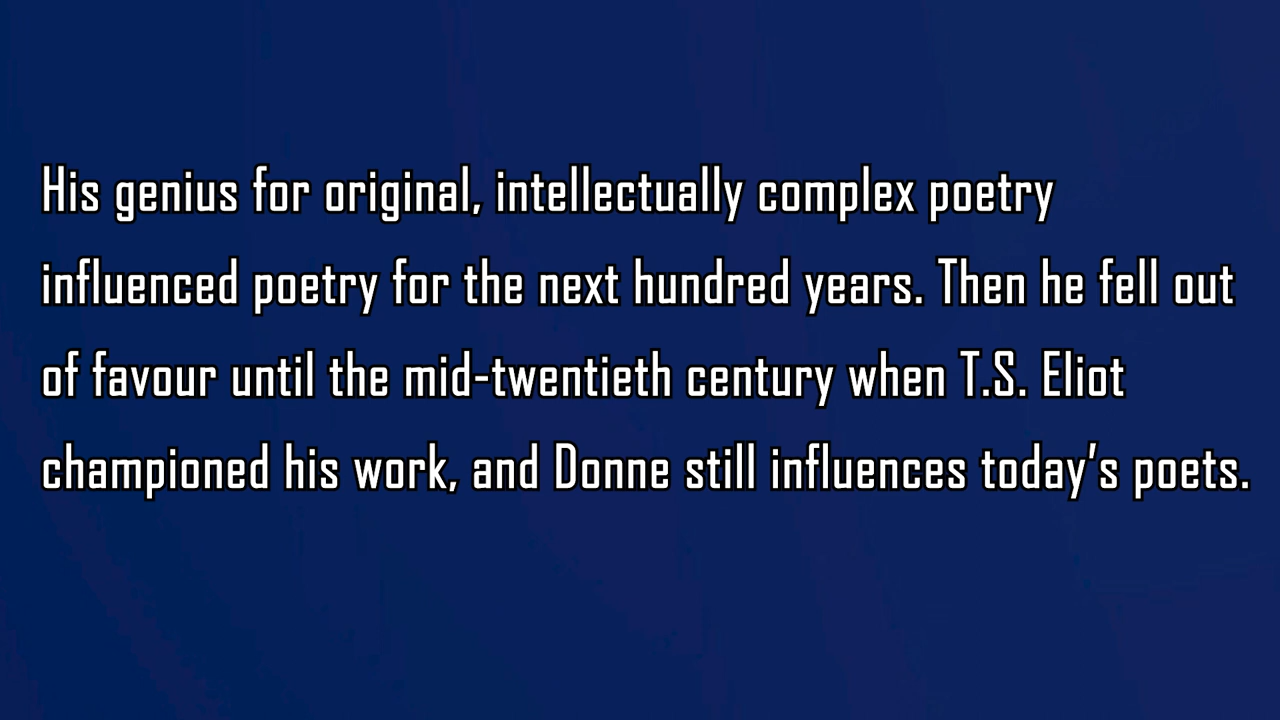 His genius for original, intellectually complex poetry
influenced poetry for the next hundred years. Then he fell out
of favour until the mid-twentieth century when T.S. Eliot
championed his work, and Donne still influences today’s poets.